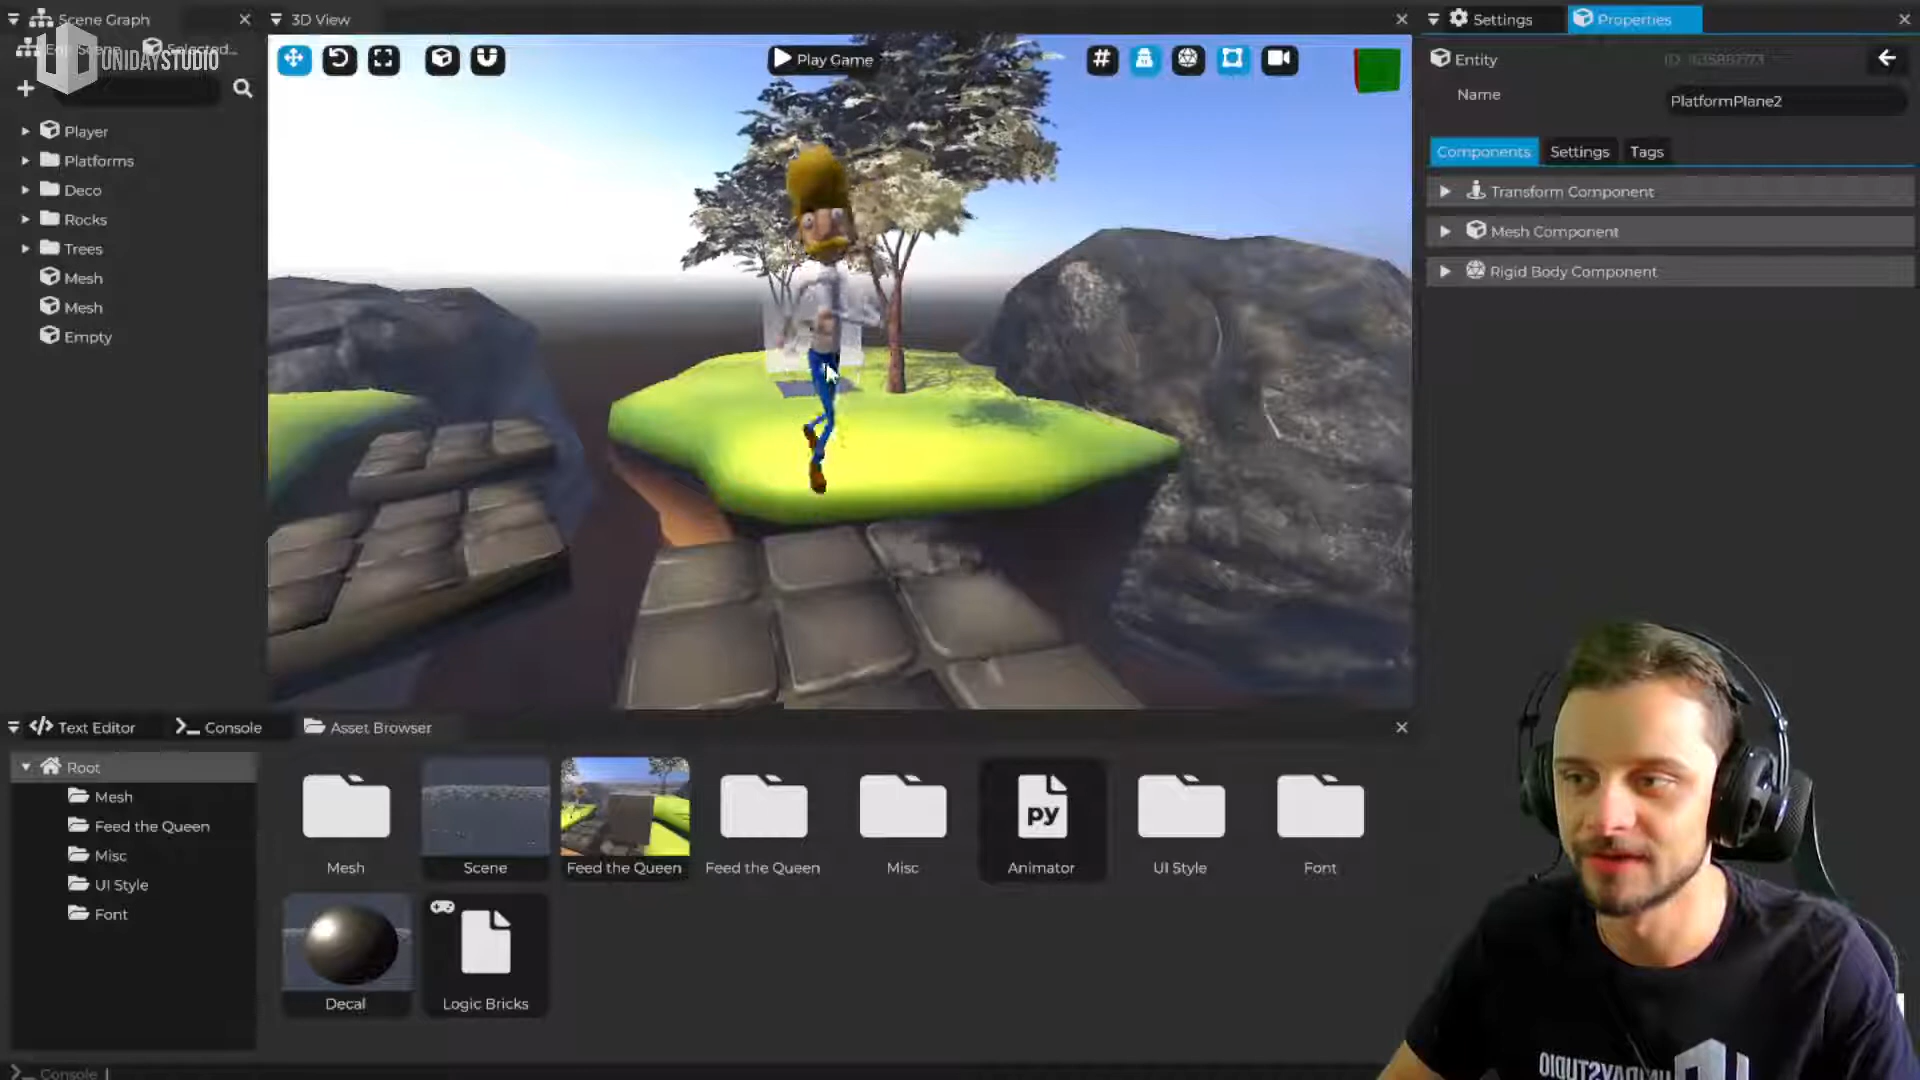 Scene Graph
3D View
Settings
Properties
Scene
Selected...
UNIDAYSTUDIO
Play Game
Entity
Name
PlatformPlane2
Components
Settings
Tags
Transform Component
Mesh Component
Rigid Body Component
Player
Platforms
Deco
Rocks
Trees
Mesh
Mesh
Empty
Text Editor
Console
Asset Browser
Root
Mesh
Feed the Queen
Misc
UI Style
Font
Mesh
Scene
Feed the Queen
Feed the Queen
Misc
py
Animator
UI Style
Font
Decal
Logic Bricks
Console